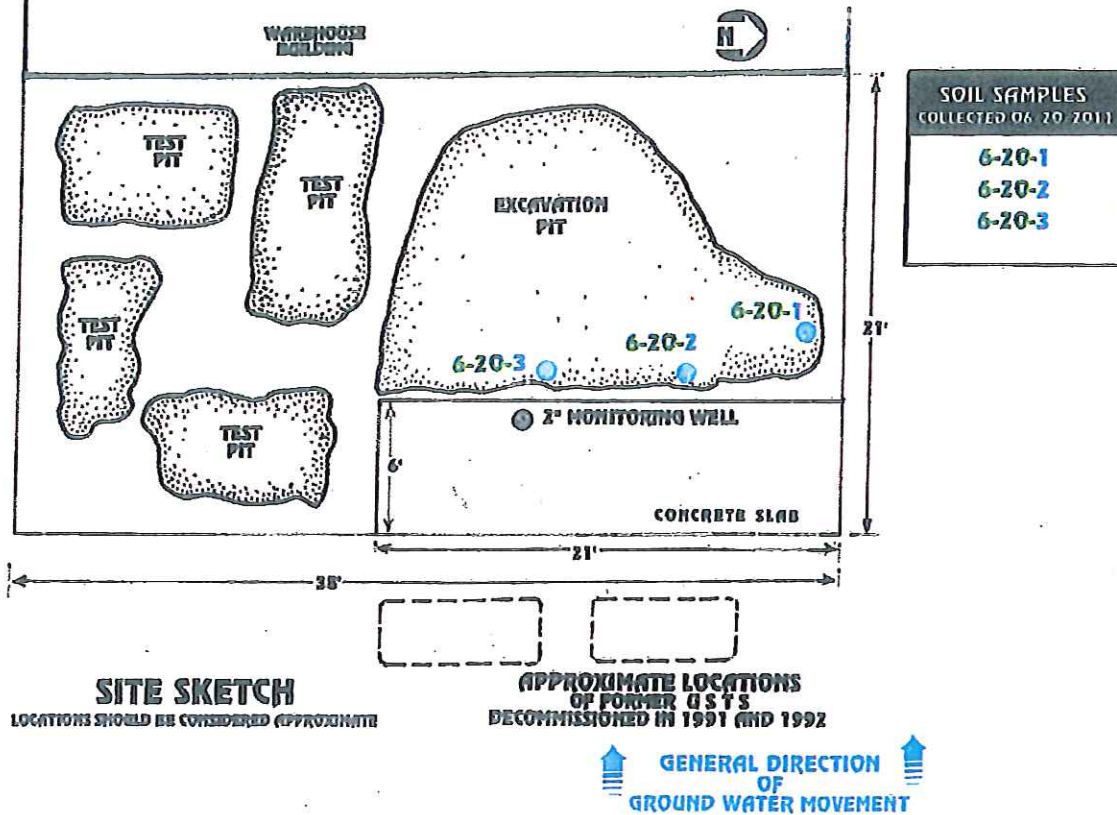 WAREHOUSE
BUILDING
N
SOIL SAMPLES
COLLECTED 06 20 2011
6-20-1
6-20-2
6-20-3
TEST
PIT
TEST
PIT
EXCAVATION
PIT
6-20-1
21'
TEST
PIT
6-20-3
6-20-2
2" MONITORING WELL
TEST
PIT
6'
CONCRETE SLAB
21'
38'
SITE SKETCH
LOCATIONS SHOULD BE CONSIDERED APPROXIMATE
APPROXIMATE LOCATIONS
OF FORMER U S T S
DECOMMISSIONED IN 1991 AND 1992
GENERAL DIRECTION
OF
GROUND WATER MOVEMENT